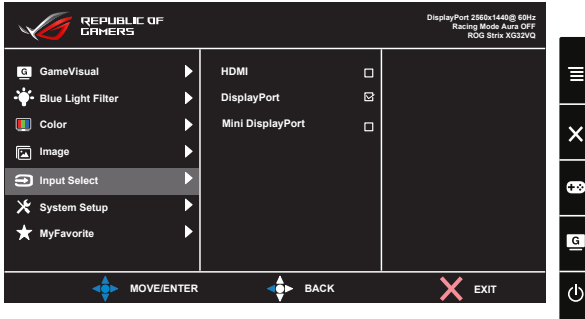 REPUBLIC OF
GAMERS
DisplayPort 2560x1440@ 60Hz
Racing Mode Aura OFF
ROG Strix XG32VQ
G GameVisual
Blue Light Filter
Color
Image
Input Select
System Setup
MyFavorite
HDMI
DisplayPort
Mini DisplayPort
MOVE/ENTER
BACK
EXIT
G